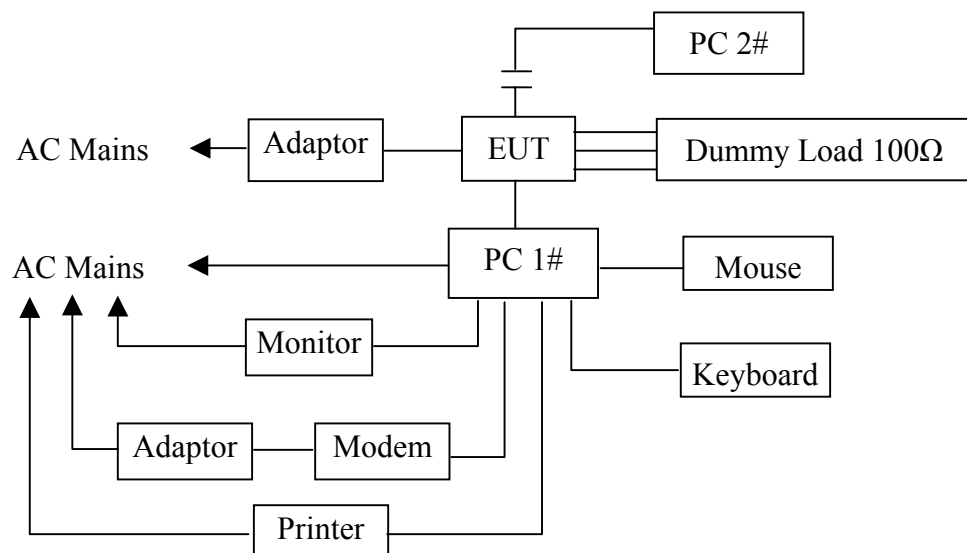 PC 2#
AC Mains
Adaptor
EUT
Dummy Load 100Ω
AC Mains
PC 1#
Mouse
Monitor
Keyboard
Adaptor
Modem
Printer